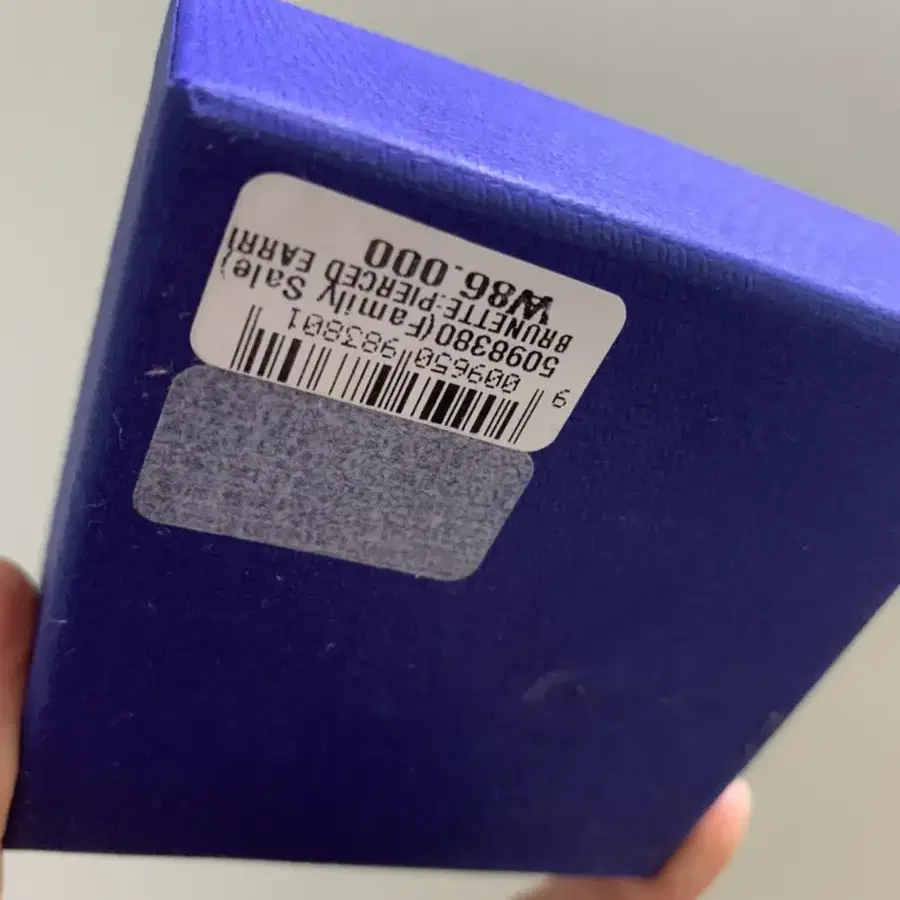 9 009650 983801
5098380(Family Sale)
BRUNETTE:PIERCED EARRI
₩86.000